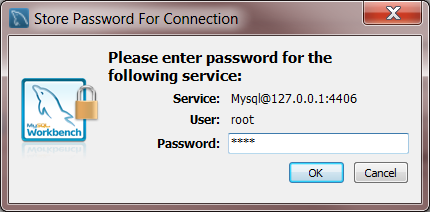 Store Password For Connection
Please enter password for the
following service:
Service: Mysql@127.0.0.1:4406
User: root
Password: ****
MySQL
Workbench
OK Cancel